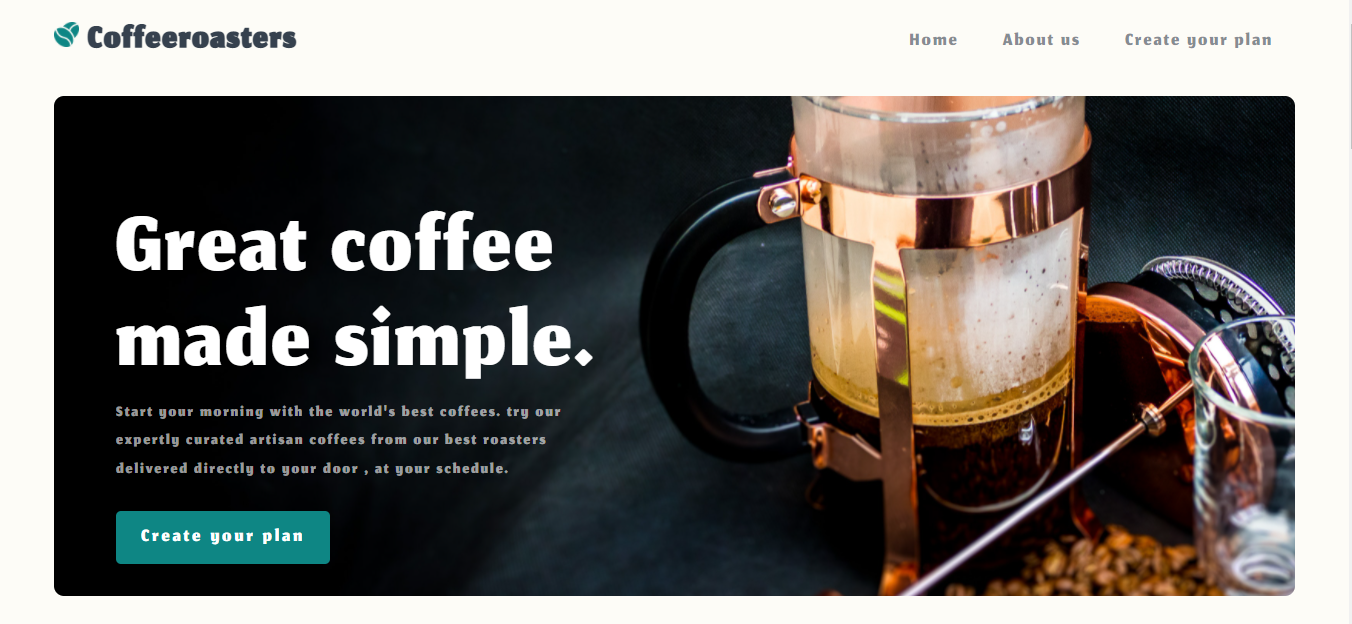 Coffeeroasters
Home About us Create your plan
Great coffee
made simple.
Start your morning with the world's best coffees. try our
expertly curated artisan coffees from our best roasters
delivered directly to your door , at your schedule.
Create your plan